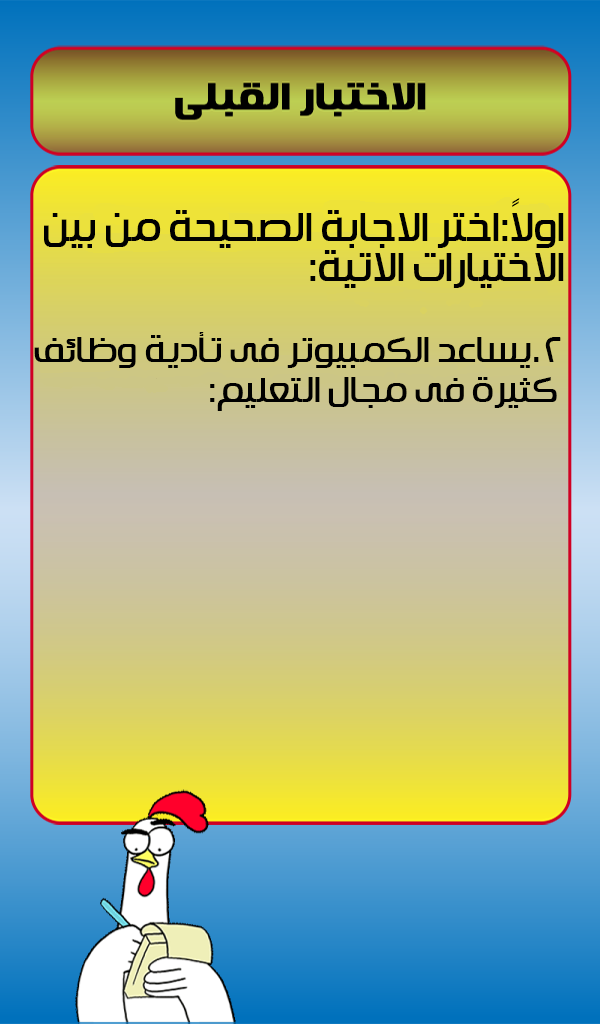 الاختبار القبلى
اولاً:اختر الاجابة الصحيحة من بين
الاختيارات الاتية:
٢.يساعد الكمبيوتر فى تأدية وظائف
كثيرة فى مجال التعليم: